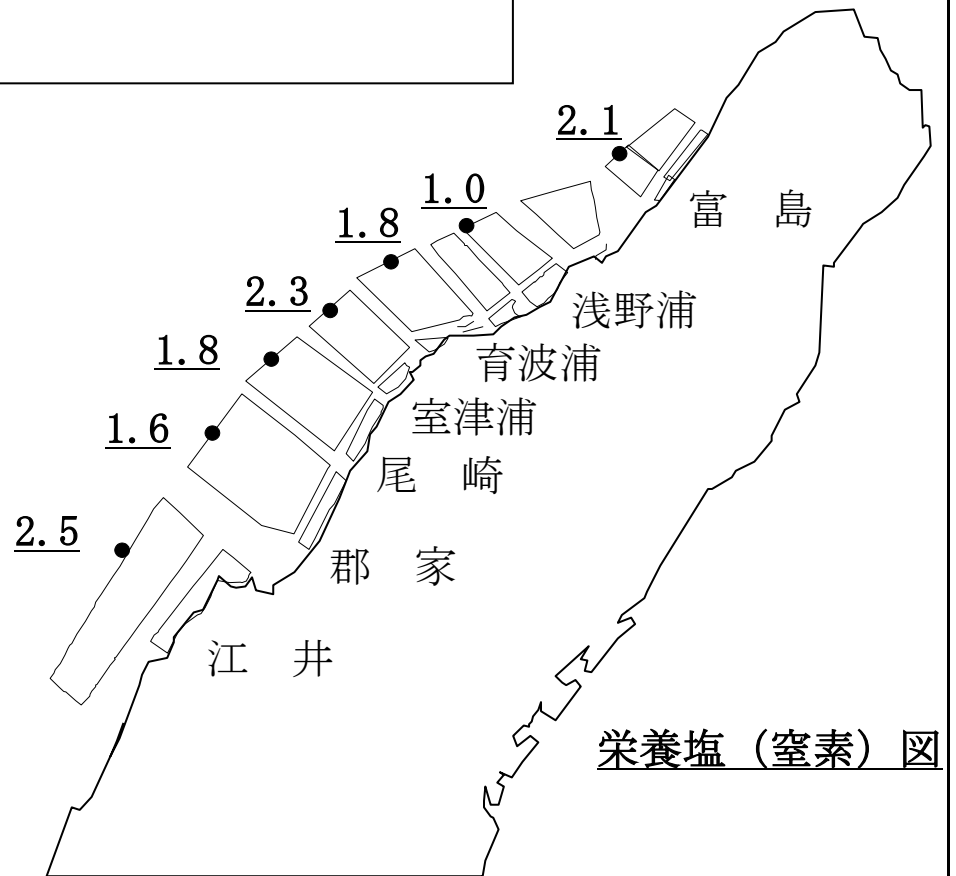 2.1
1.0
富　島
1.8
2.3
浅野浦
1.8
育波浦
1.6
室津浦
尾　崎
2.5
郡　家
江　井
栄養塩（窒素）図